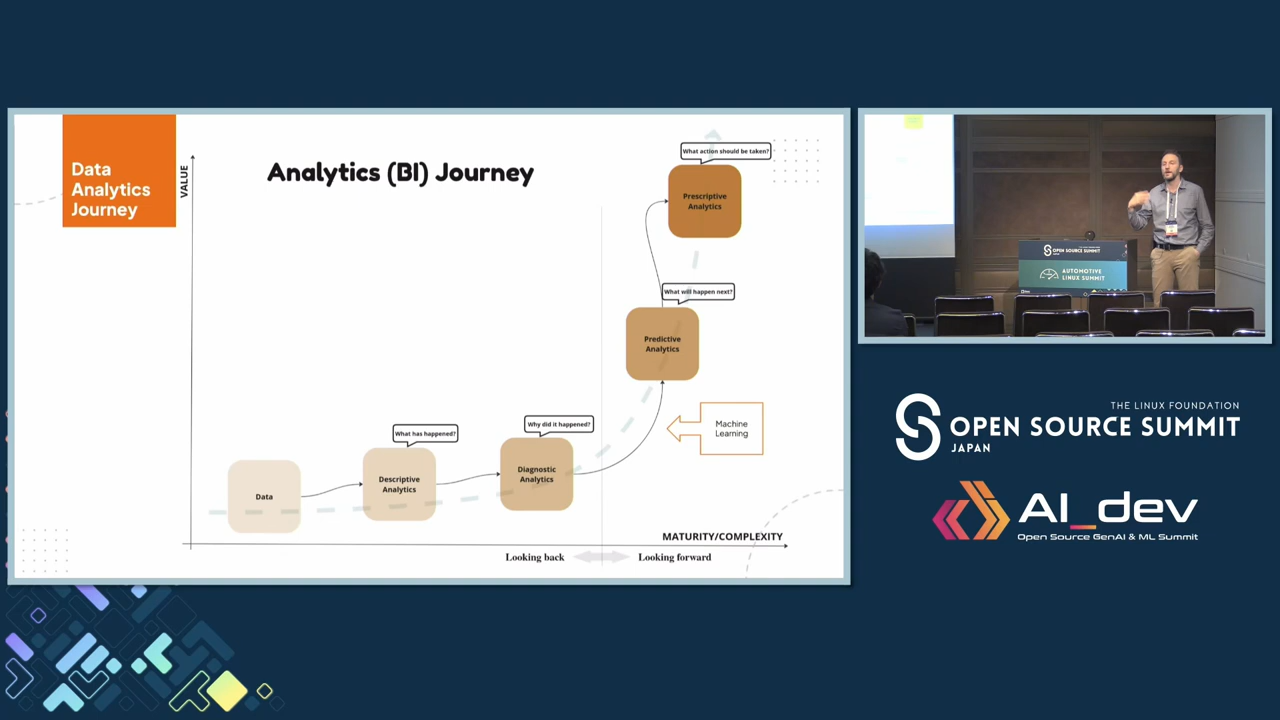 Data
Analytics
Journey
VALUE
Analytics (BI) Journey
What action should be taken?
Prescriptive
Analytics
What will happen next?
Predictive
Analytics
Machine
Learning
Why did it happened?
Diagnostic
Analytics
What has happened?
Descriptive
Analytics
Data
MATURITY/COMPLEXITY
Looking back
Looking forward
OPEN SOURCE SUMMIT
AUTOMOTIVE
LINUX SUMMIT
THE LINUX FOUNDATION
OPEN SOURCE SUMMIT
JAPAN
AI_dev
Open Source GenAI & ML Summit